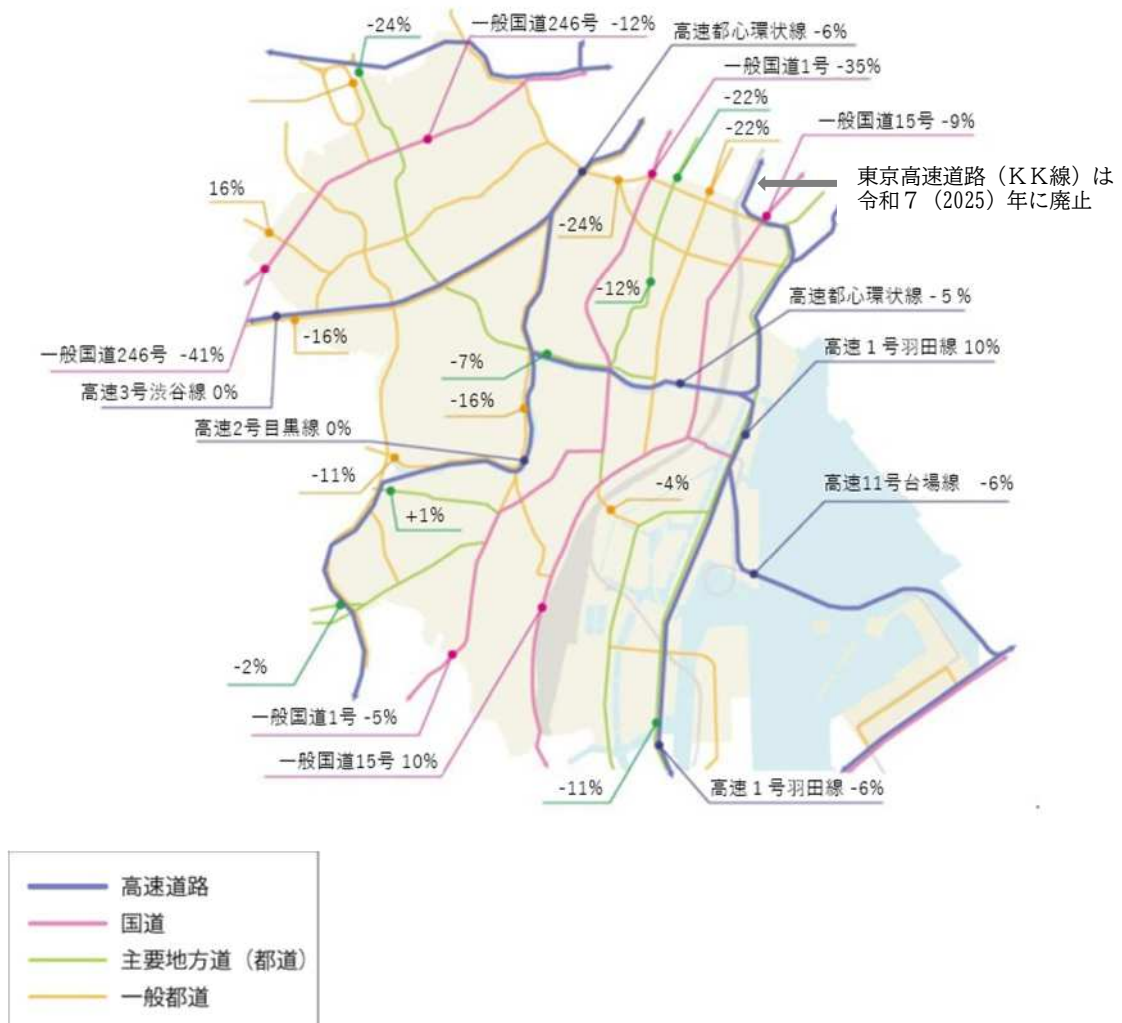 -24%
一般国道246号 -12%
高速都心環状線 -6%
一般国道1号 -35%
-22%
-22%
一般国道15号 -9%
東京高速道路（ＫＫ線）は
令和７（2025）年に廃止
16%
-24%
-12%
高速都心環状線 -５％
-16%
一般国道246号 -41%
-7%
高速１号羽田線 10%
高速3号渋谷線 0%
-16%
高速2号目黒線 0%
-11%
-4%
高速11号台場線 -6%
+1%
-2%
一般国道1号 -5%
一般国道15号 10%
-11%
高速１号羽田線 -6%
高速道路
国道
主要地方道（都道）
一般都道